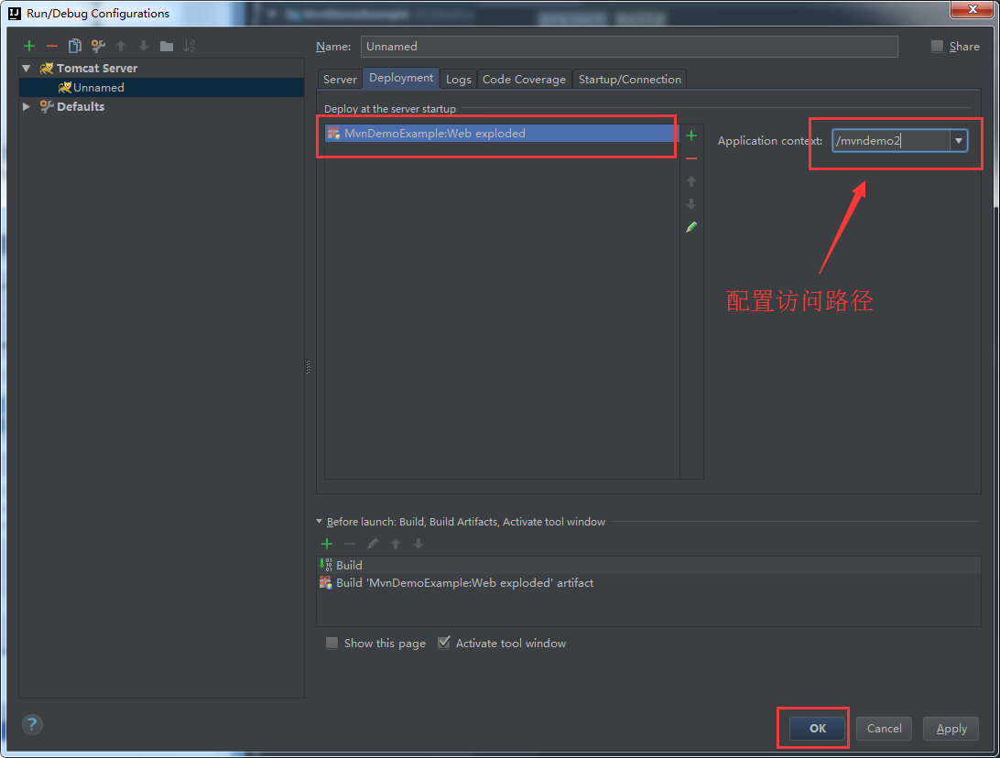 Run/Debug Configurations
Name: Unnamed
Share
Tomcat Server
Unnamed
Defaults
Server
Deployment
Logs
Code Coverage
Startup/Connection
Deploy at the server startup
MvnDemoExample:Web exploded
Application context: /mvndemo2
配置访问路径
Before launch: Build, Build Artifacts, Activate tool window
Build
Build 'MvnDemoExample:Web exploded' artifact
Show this page
Activate tool window
?
OK
Cancel
Apply